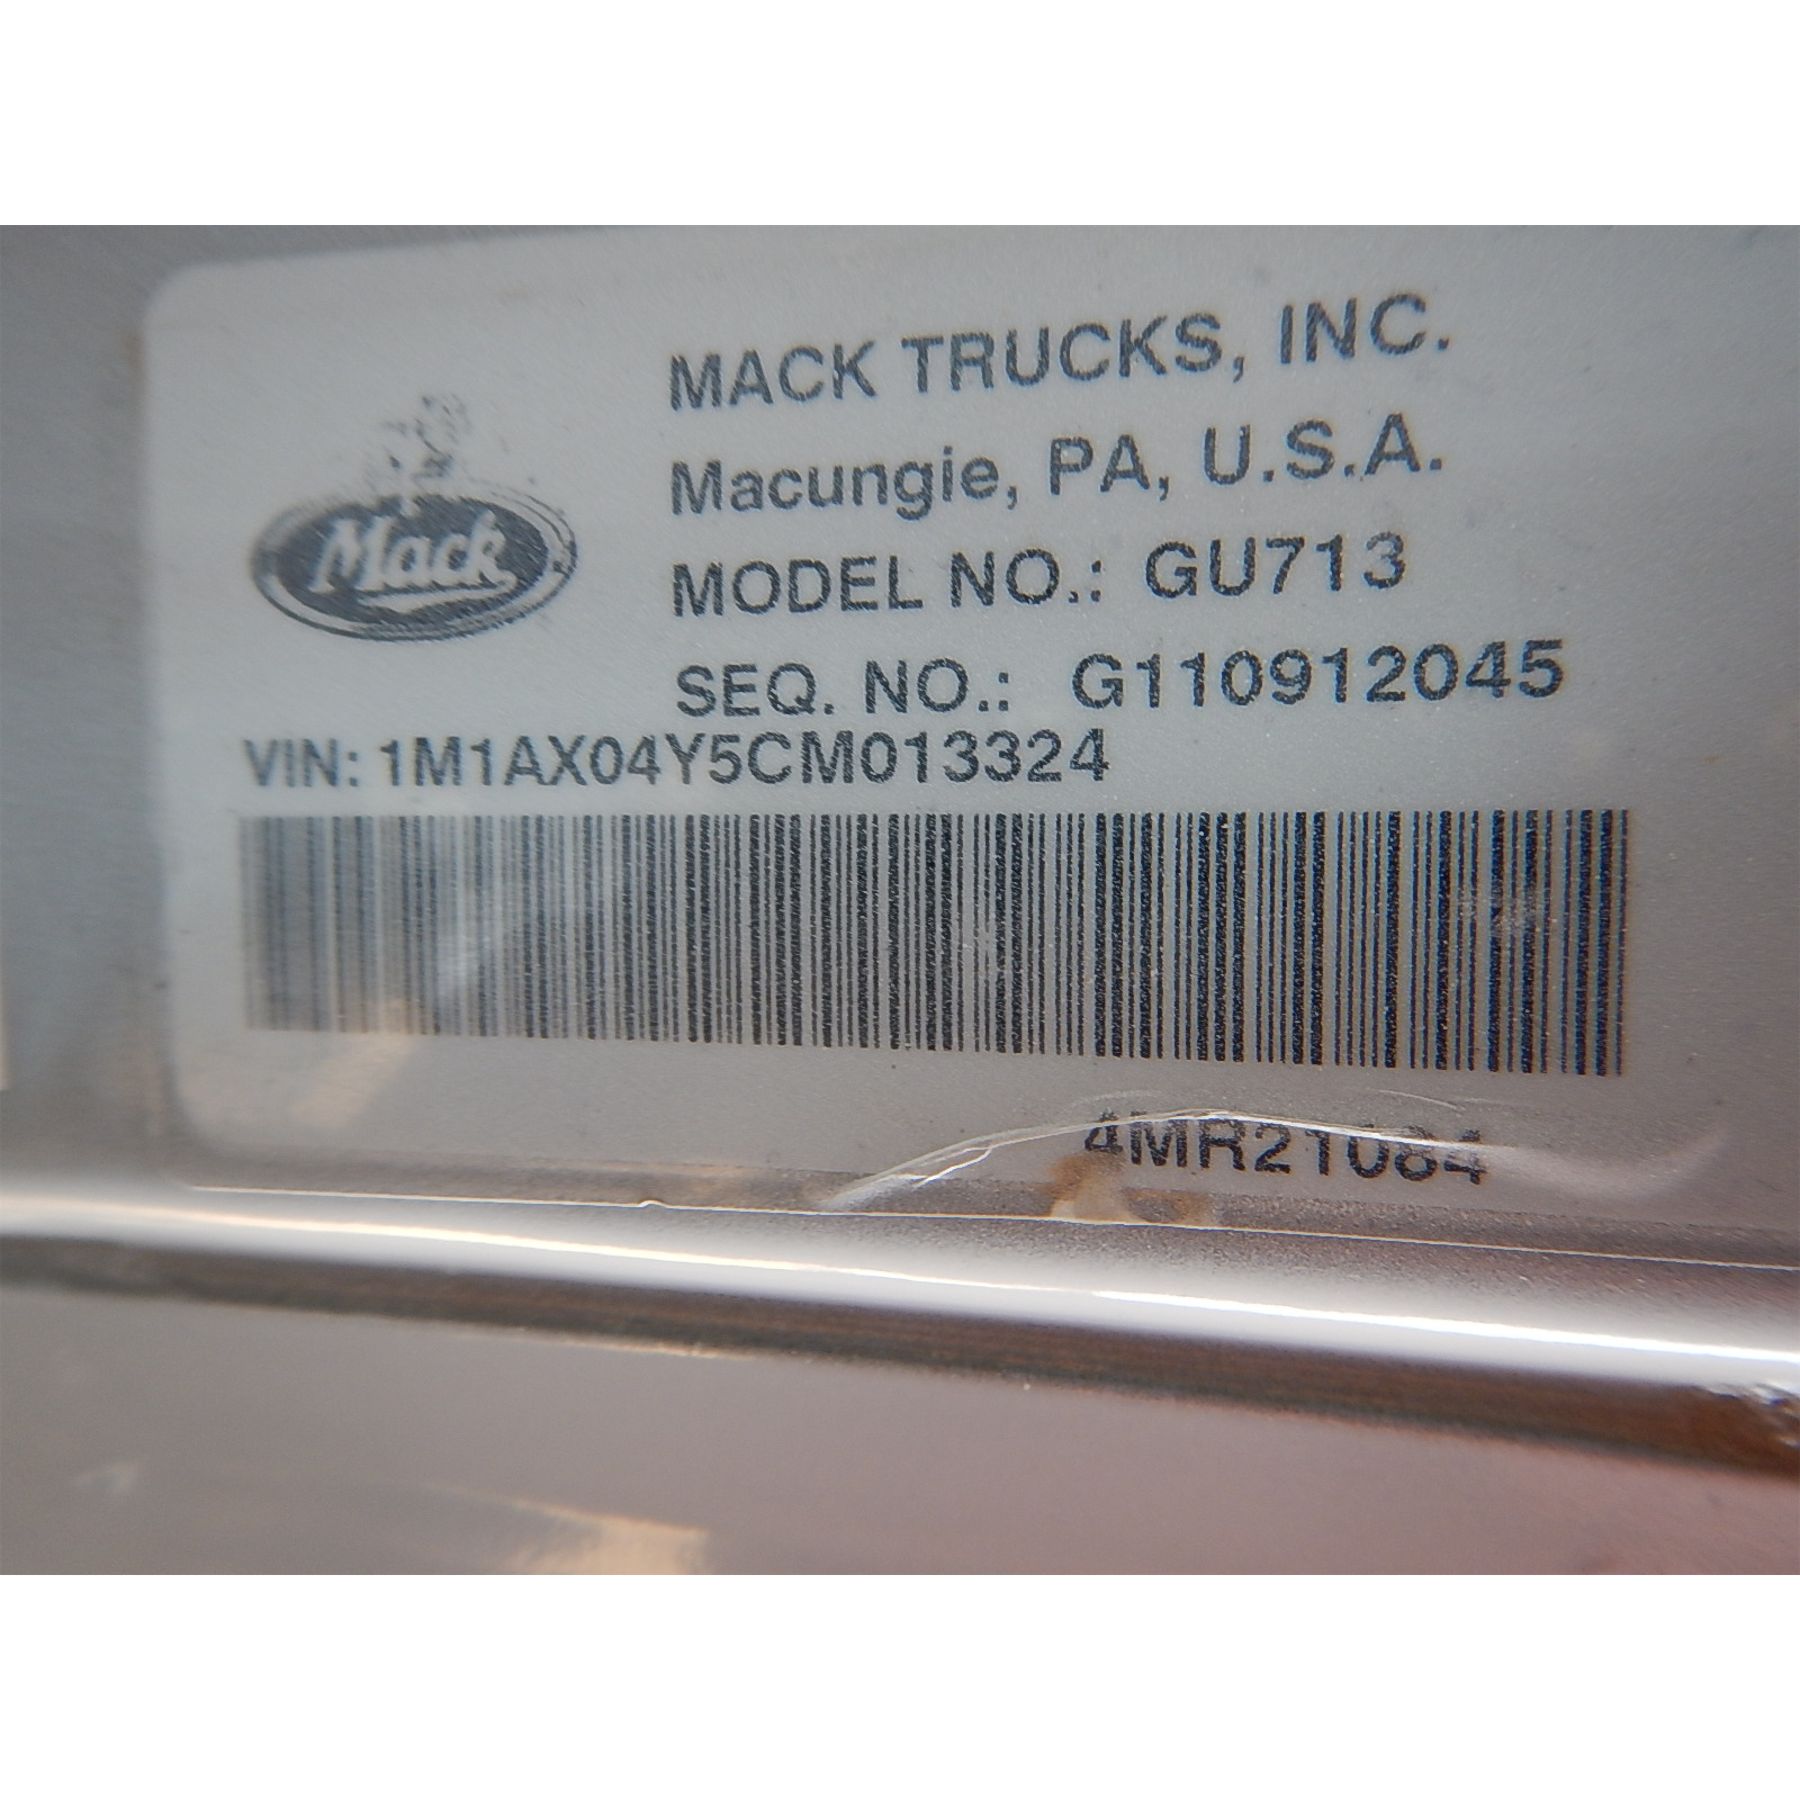 MACK TRUCKS, INC.
Macungie, PA, U.S.A.
Mack
MODEL NO.: GU713
SEQ. NO.: G110912045
VIN: 1M1AX04Y5CM013324
4MR21084